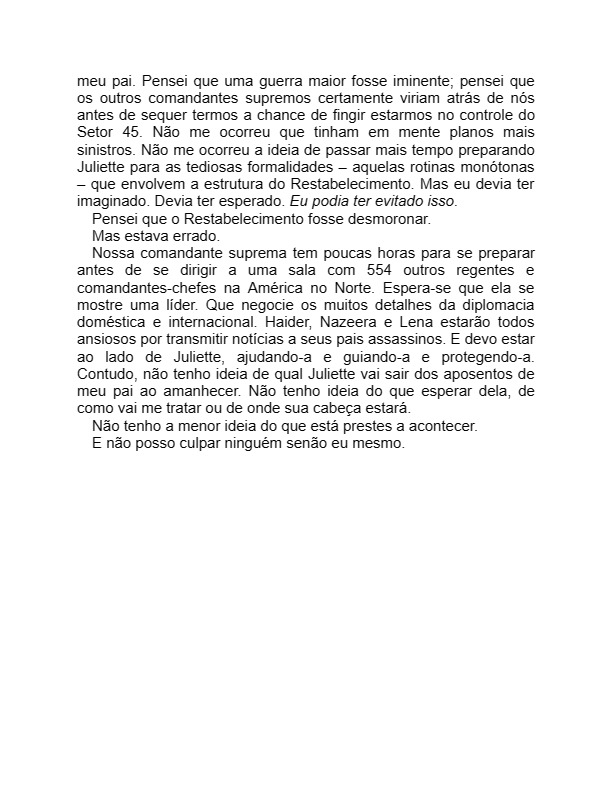 meu pai. Pensei que uma guerra maior fosse iminente; pensei que
os outros comandantes supremos certamente viriam atrás de nós
antes de sequer termos a chance de fingir estarmos no controle do
Setor 45. Não me ocorreu que tinham em mente planos mais
sinistros. Não me ocorreu a ideia de passar mais tempo preparando
Juliette para as tediosas formalidades – aquelas rotinas monótonas
– que envolvem a estrutura do Restabelecimento. Mas eu devia ter
imaginado. Devia ter esperado. Eu podia ter evitado isso.
Pensei que o Restabelecimento fosse desmoronar.
Mas estava errado.
Nossa comandante suprema tem poucas horas para se preparar
antes de se dirigir a uma sala com 554 outros regentes e
comandantes-chefes na América no Norte. Espera-se que ela se
mostre uma líder. Que negocie os muitos detalhes da diplomacia
doméstica e internacional. Haider, Nazeera e Lena estarão todos
ansiosos por transmitir notícias a seus pais assassinos. E devo estar
ao lado de Juliette, ajudando-a e guiando-a e protegendo-a.
Contudo, não tenho ideia de qual Juliette vai sair dos aposentos de
meu pai ao amanhecer. Não tenho ideia do que esperar dela, de
como vai me tratar ou de onde sua cabeça estará.
Não tenho a menor ideia do que está prestes a acontecer.
E não posso culpar ninguém senão eu mesmo.